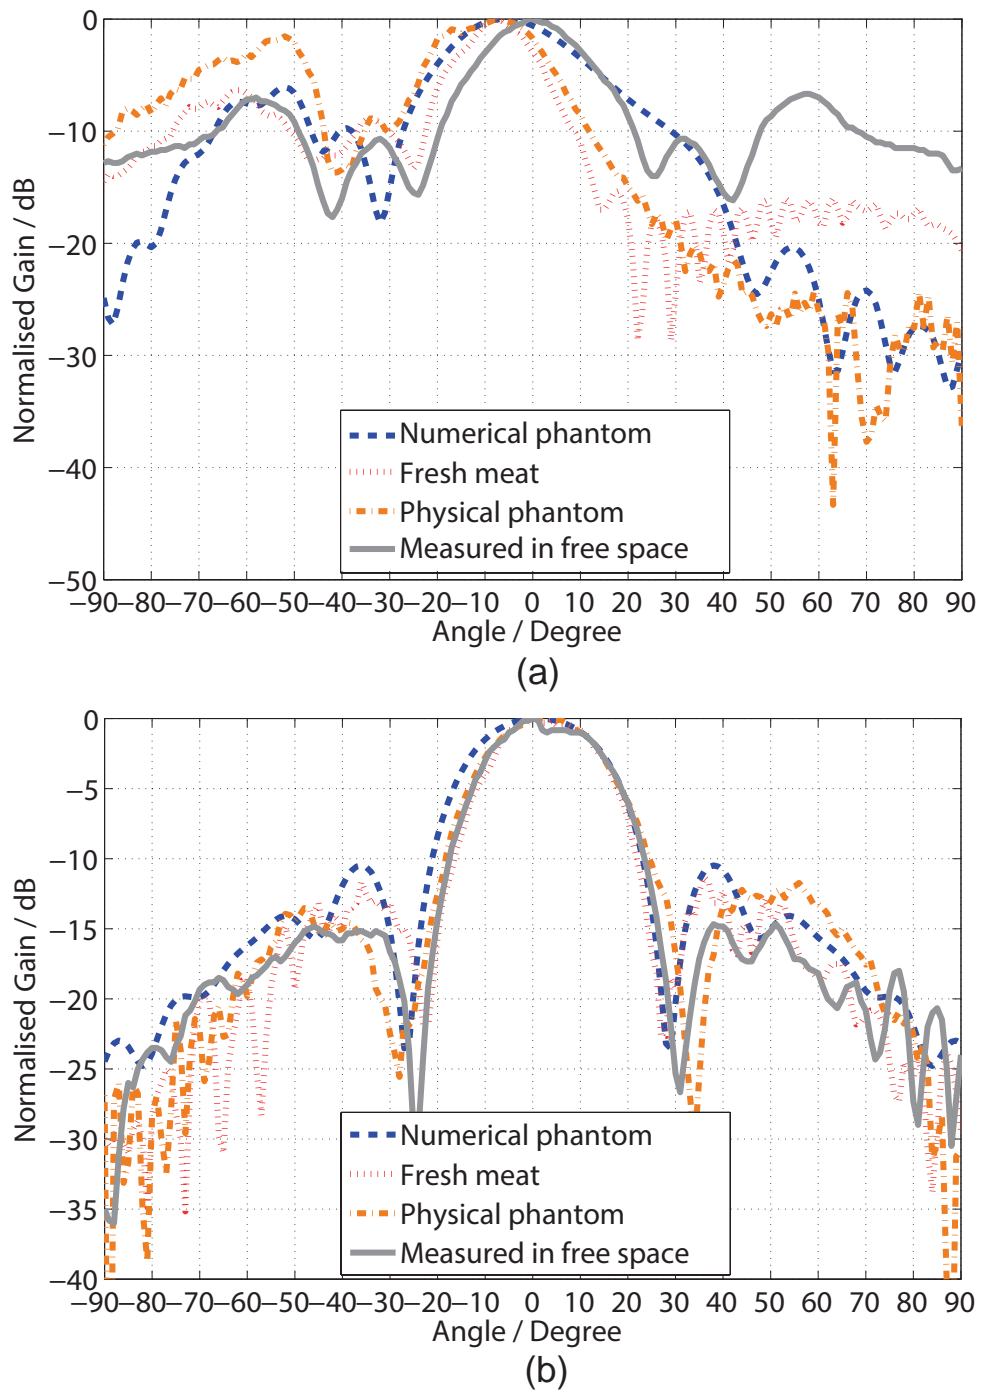 0
−10
−20
−30
−40
−50
Normalised Gain / dB
Numerical phantom
Fresh meat
Physical phantom
Measured in free space
−90−80−70−60−50−40−30−20−10 0 10 20 30 40 50 60 70 80 90
Angle / Degree
(a)
0
−5
−10
−15
−20
−25
−30
−35
−40
Normalised Gain / dB
Numerical phantom
Fresh meat
Physical phantom
Measured in free space
−90−80−70−60−50−40−30−20−10 0 10 20 30 40 50 60 70 80 90
Angle / Degree
(b)